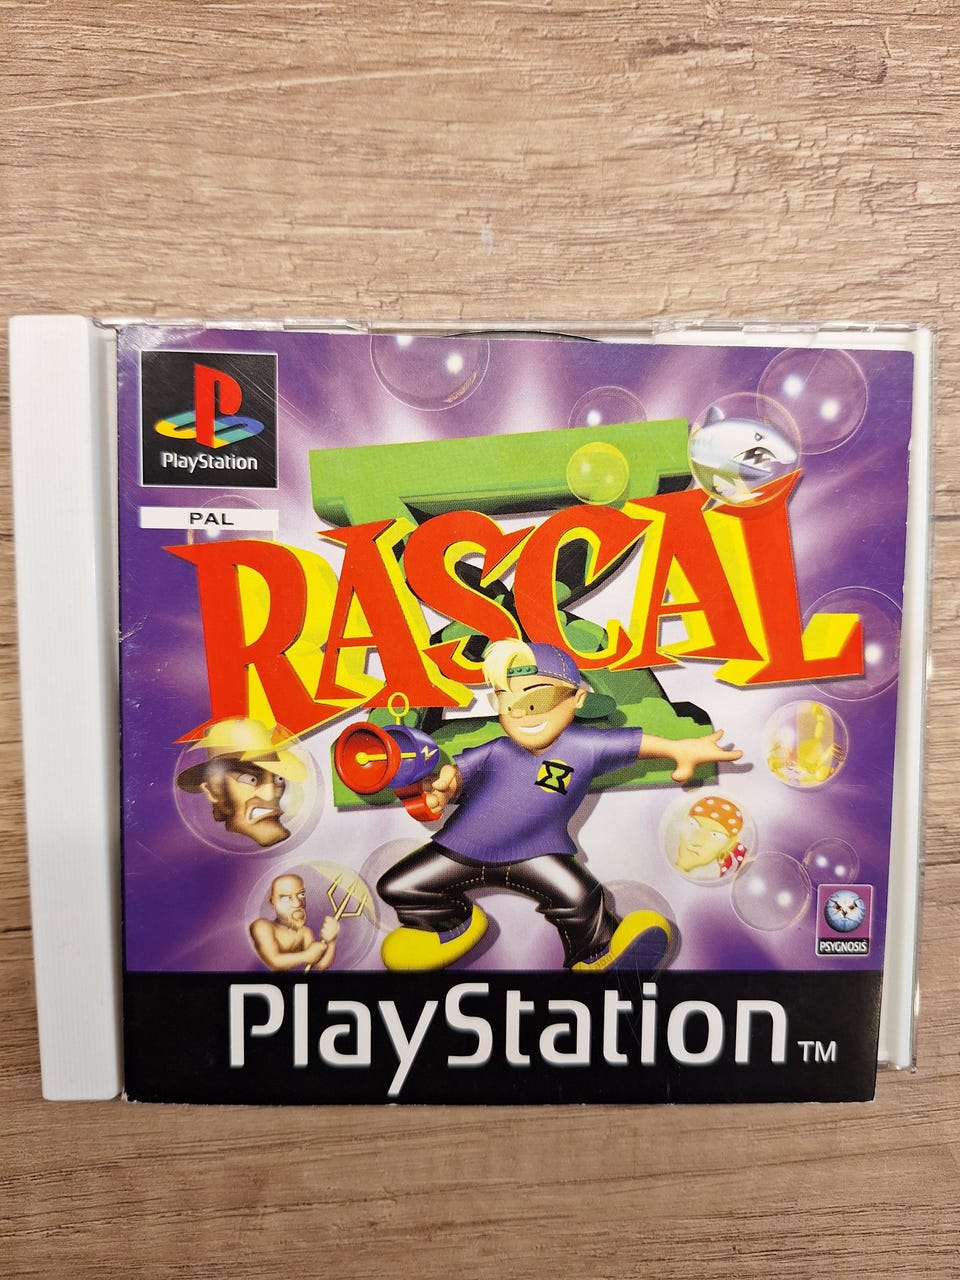 PlayStation
PAL
RASCAL
PSYGNOSIS
PlayStation™